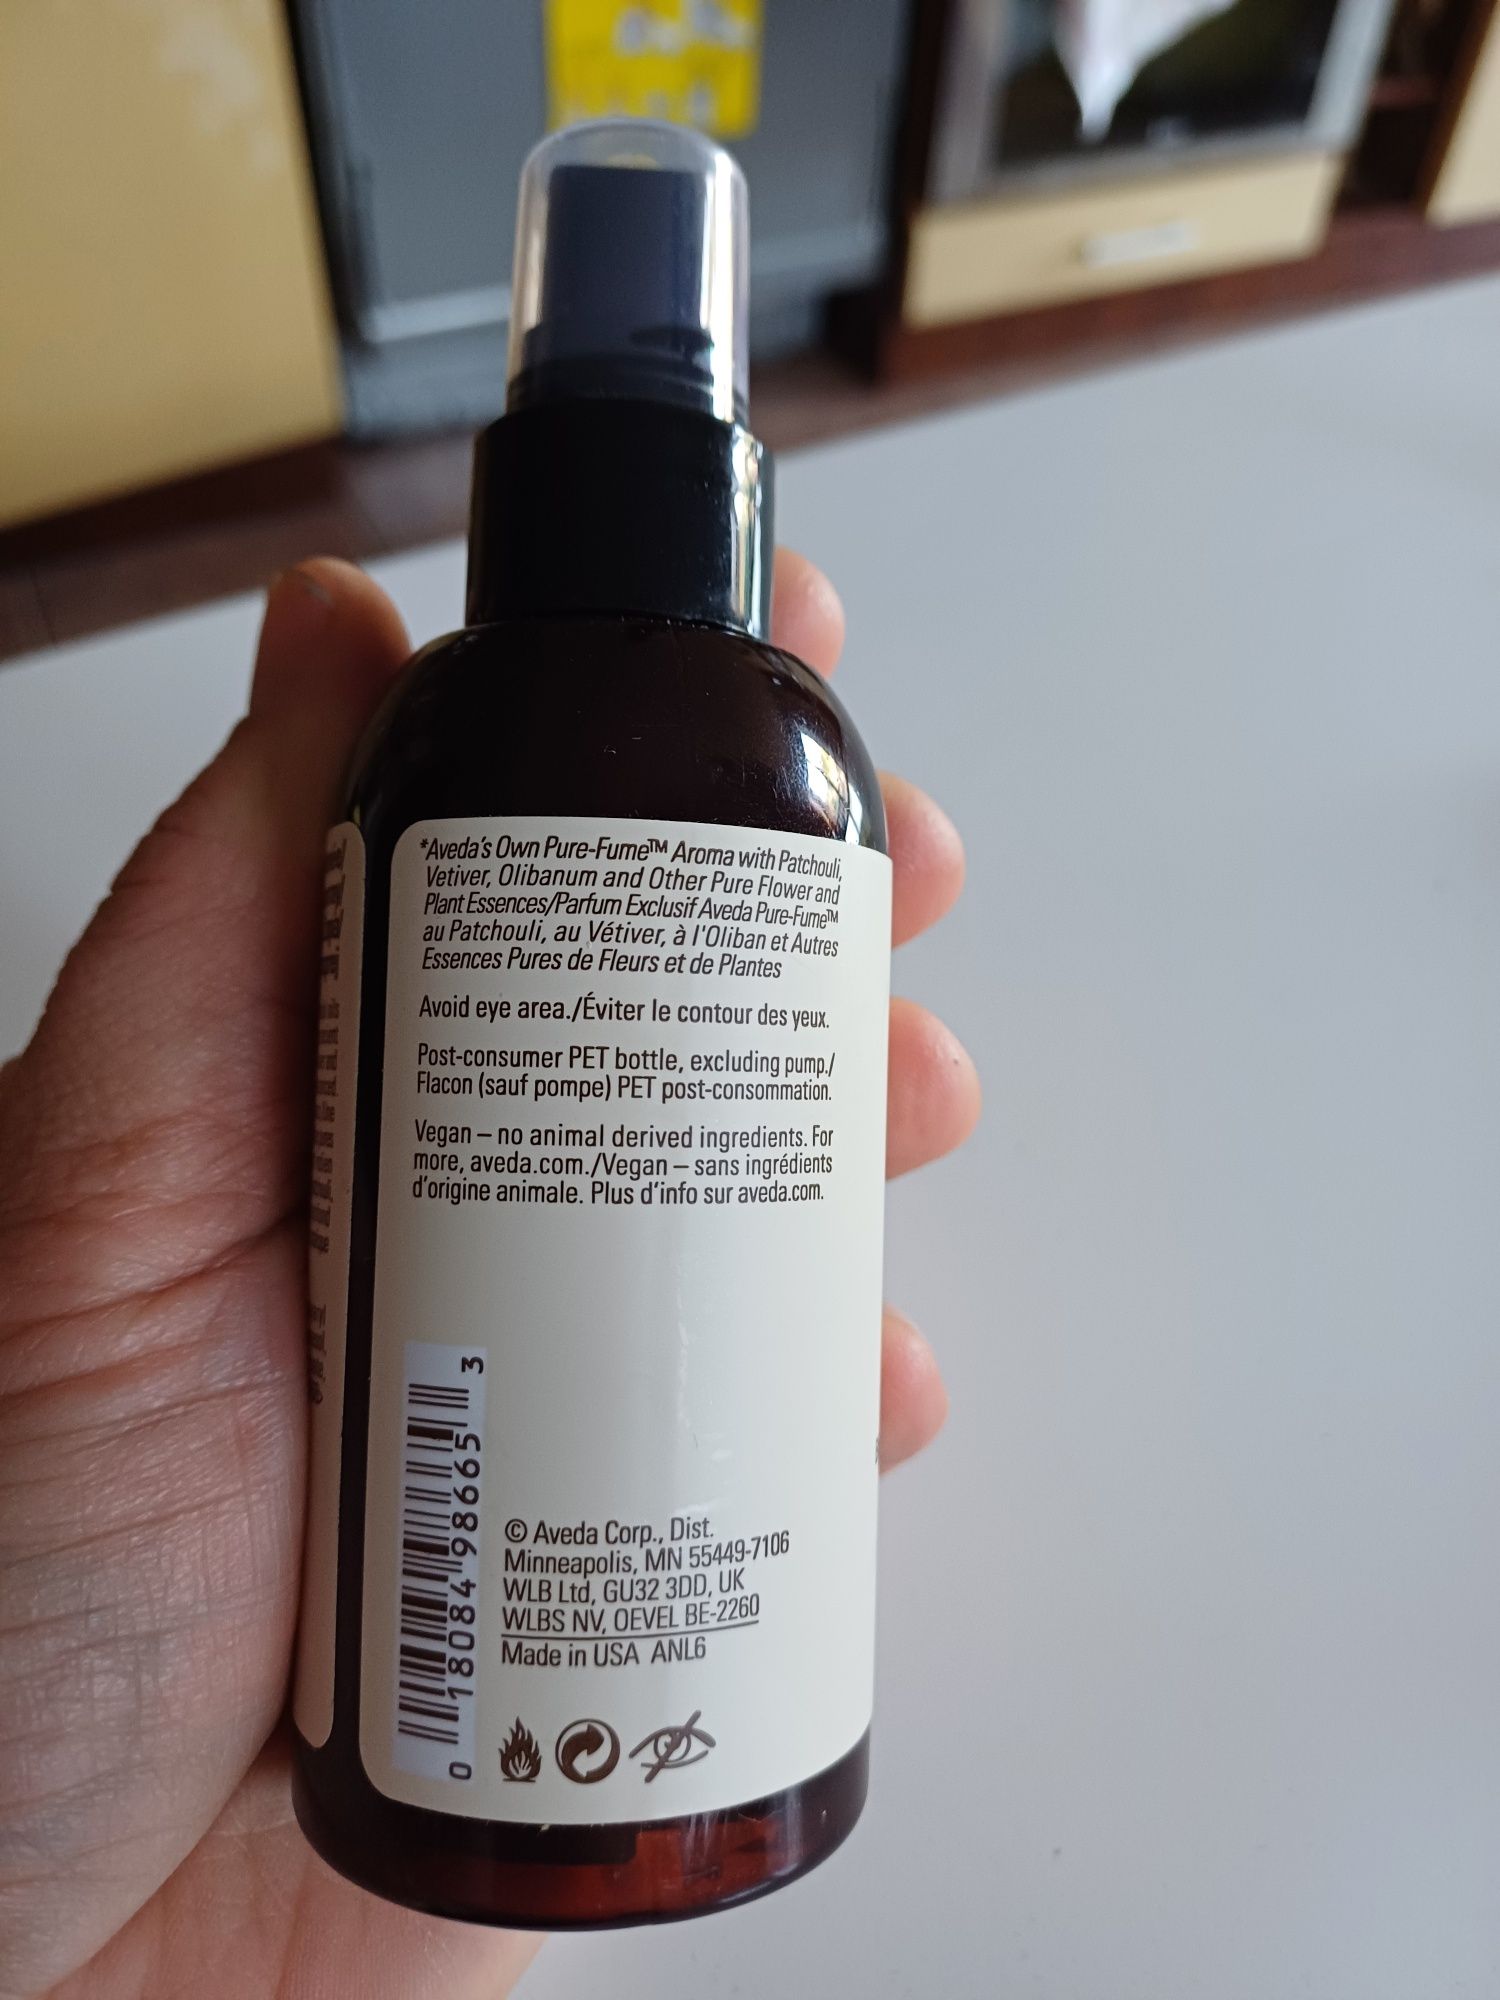 *Aveda's Own Pure-Fume™ Aroma with Patchouli,
Vetiver, Olibanum and Other Pure Flower and
Plant Essences/Parfum Exclusif Aveda Pure-Fume™
au Patchouli, au Vétiver, à l'Oliban et Autres
Essences Pures de Fleurs et de Plantes
Avoid eye area./Éviter le contour des yeux.
Post-consumer PET bottle, excluding pump./
Flacon (sauf pompe) PET post-consommation.
Vegan – no animal derived ingredients. For
more, aveda.com./Vegan – sans ingrédients
d'origine animale. Plus d'info sur aveda.com.
0 18084 98665 3
© Aveda Corp., Dist.
Minneapolis, MN 55449-7106
WLB Ltd, GU32 3DD, UK
WLBS NV, OEVEL BE-2260
Made in USA ANL6